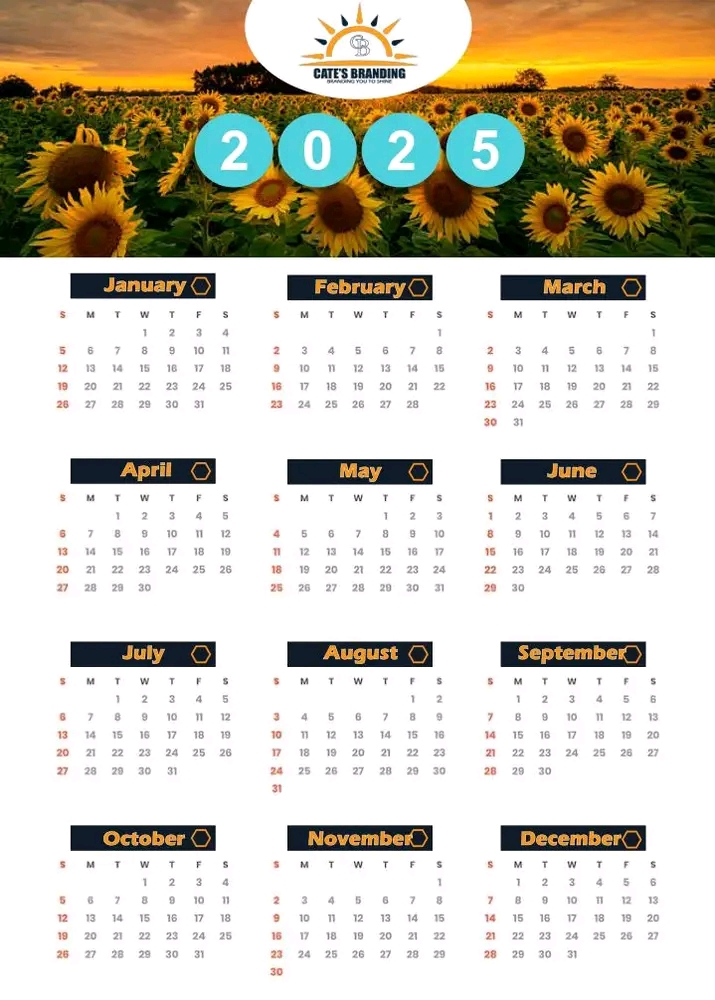 CB
CATE'S BRANDING
BRANDING YOU TO SHINE
2025
January February March
S M T W T F S S M T W T F S S M T W T F S
1 2 3 4 1 1
5 6 7 8 9 10 11 2 3 4 5 6 7 8 2 3 4 5 6 7 8
12 13 14 15 16 17 18 9 10 11 12 13 14 15 9 10 11 12 13 14 15
19 20 21 22 23 24 25 16 17 18 19 20 21 22 16 17 18 19 20 21 22
26 27 28 29 30 31 23 24 25 26 27 28 23 24 25 26 27 28 29
30 31
April May June
S M T W T F S S M T W T F S S M T W T F S
1 2 3 4 5 1 2 3 1 2 3 4 5 6 7
6 7 8 9 10 11 12 4 5 6 7 8 9 10 8 9 10 11 12 13 14
13 14 15 16 17 18 19 11 12 13 14 15 16 17 15 16 17 18 19 20 21
20 21 22 23 24 25 26 18 19 20 21 22 23 24 22 23 24 25 26 27 28
27 28 29 30 25 26 27 28 29 30 31 29 30
July August September
S M T W T F S S M T W T F S S M T W T F S
1 2 3 4 5 1 2 1 2 3 4 5 6
6 7 8 9 10 11 12 3 4 5 6 7 8 9 7 8 9 10 11 12 13
13 14 15 16 17 18 19 10 11 12 13 14 15 16 14 15 16 17 18 19 20
20 21 22 23 24 25 26 17 18 19 20 21 22 23 21 22 23 24 25 26 27
27 28 29 30 31 24 25 26 27 28 29 30 28 29 30
31
October November December
S M T W T F S S M T W T F S S M T W T F S
1 2 3 4 1 1 2 3 4 5 6
5 6 7 8 9 10 11 2 3 4 5 6 7 8 7 8 9 10 11 12 13
12 13 14 15 16 17 18 9 10 11 12 13 14 15 14 15 16 17 18 19 20
19 20 21 22 23 24 25 16 17 18 19 20 21 22 21 22 23 24 25 26 27
26 27 28 29 30 31 23 24 25 26 27 28 29 28 29 30 31
30